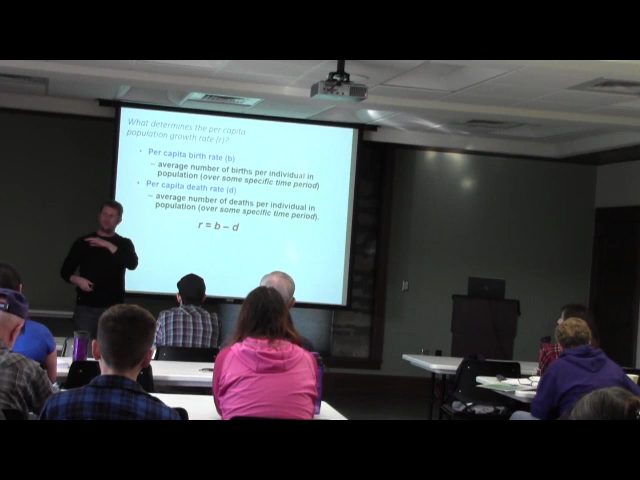 What determines the per capita
population growth rate (r)?
• Per capita birth rate (b)
– average number of births per individual in
population (over some specific time period)
• Per capita death rate (d)
– average number of deaths per individual in
population (over some specific time period).
r = b – d